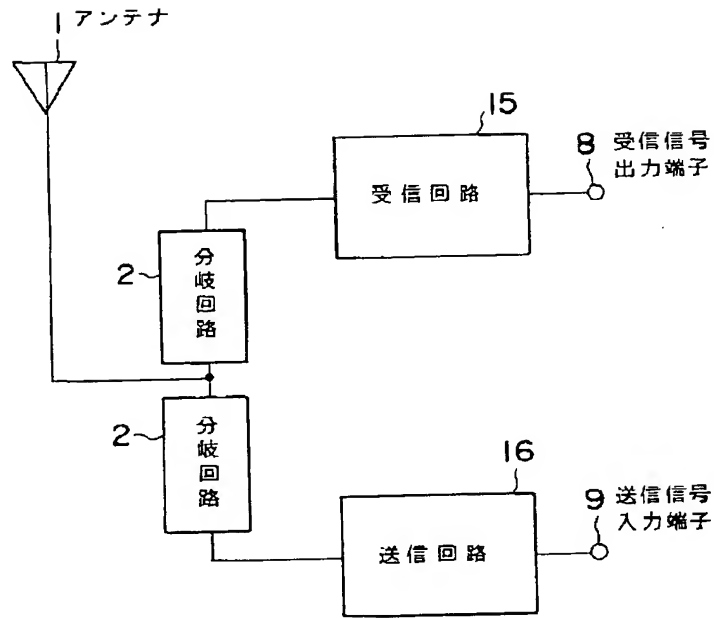 1 アンテナ
15
受信回路
8 受信信号
出力端子
2
分岐回路
2
分岐回路
16
送信回路
9 送信信号
入力端子